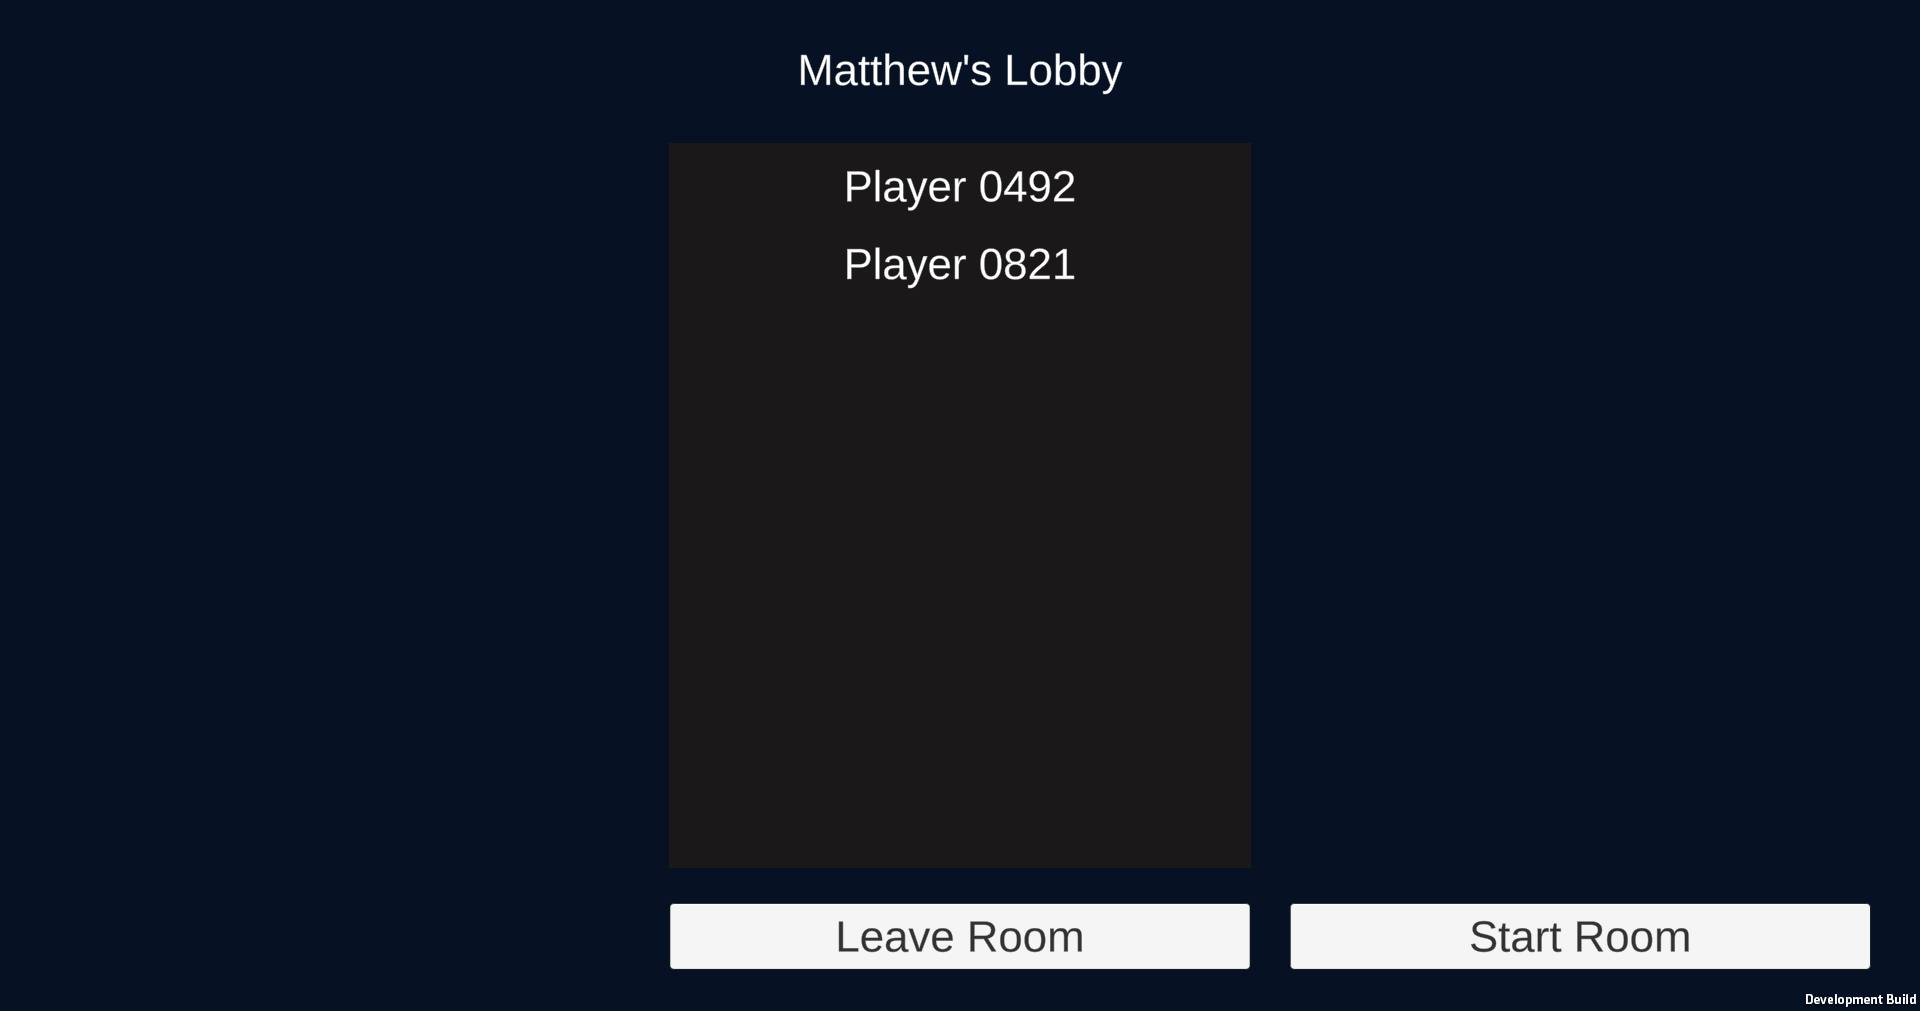 Matthew's Lobby
Player 0492
Player 0821
Leave Room
Start Room
Development Build